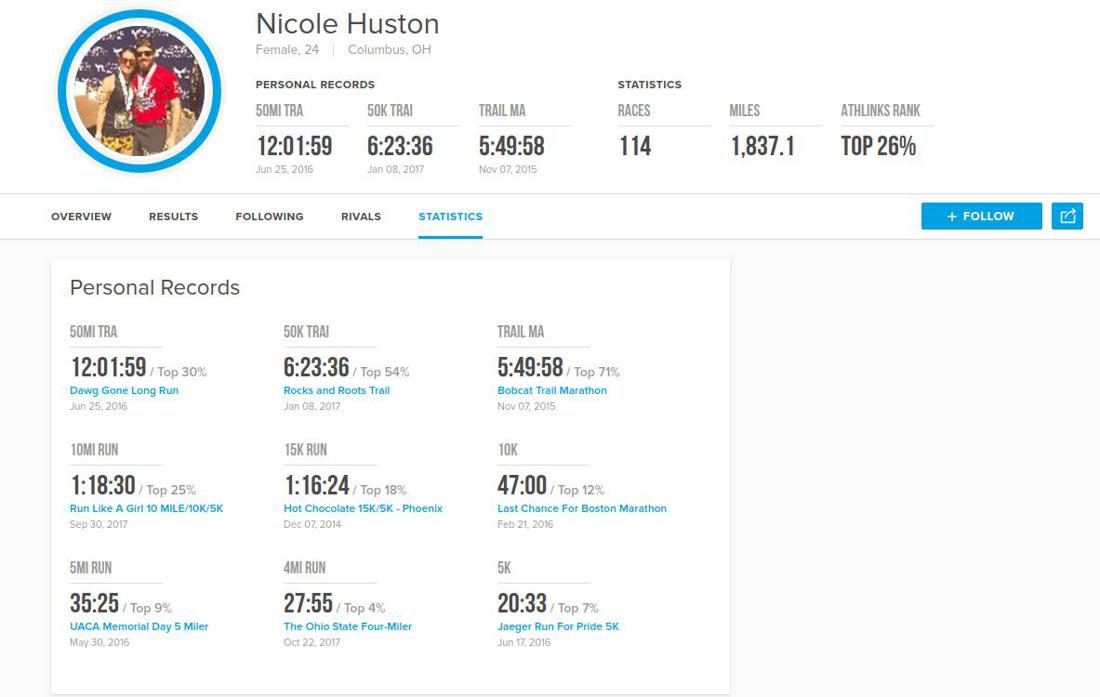 Nicole Huston
Female, 24 | Columbus, OH
PERSONAL RECORDS
STATISTICS
50MI TRA 50K TRAI TRAIL MA RACES MILES ATHLINKS RANK
12:01:59 6:23:36 5:49:58 114 1,837.1 TOP 26%
Jun 25, 2016 Jan 08, 2017 Nov 07, 2015
OVERVIEW RESULTS FOLLOWING RIVALS STATISTICS + FOLLOW
Personal Records
50MI TRA 50K TRAI TRAIL MA
12:01:59 / Top 30% 6:23:36 / Top 54% 5:49:58 / Top 71%
Dawg Gone Long Run Rocks and Roots Trail Bobcat Trail Marathon
Jun 25, 2016 Jan 08, 2017 Nov 07, 2015
10MI RUN 15K RUN 10K
1:18:30 / Top 25% 1:16:24 / Top 18% 47:00 / Top 12%
Run Like A Girl 10 MILE/10K/5K Hot Chocolate 15K/5K - Phoenix Last Chance For Boston Marathon
Sep 30, 2017 Dec 07, 2014 Feb 21, 2016
5MI RUN 4MI RUN 5K
35:25 / Top 9% 27:55 / Top 4% 20:33 / Top 7%
UACA Memorial Day 5 Miler The Ohio State Four-Miler Jaeger Run For Pride 5K
May 30, 2016 Oct 22, 2017 Jun 17, 2016